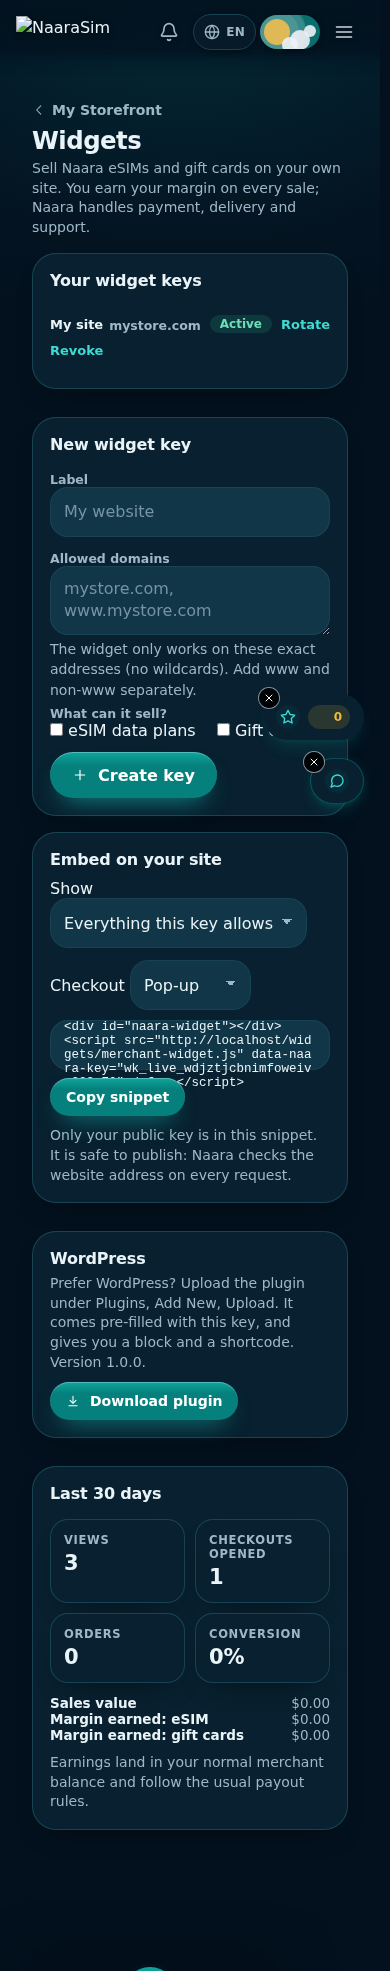 NaaraSim
EN
My Storefront
Widgets
Sell Naara eSIMs and gift cards on your own
site. You earn your margin on every sale;
Naara handles payment, delivery and
support.
Your widget keys
My site mystore.com Active Rotate
Revoke
New widget key
Label
My website
Allowed domains
mystore.com,
www.mystore.com
The widget only works on these exact
addresses (no wildcards). Add www and
non-www separately.
What can it sell?
eSIM data plans Gift
0
Create key
Embed on your site
Show
Everything this key allows
Checkout Pop-up
<div id="naara-widget"></div>
<script src="http://localhost/wid
gets/merchant-widget.js" data-naa
ra-key="wk_live_wdjztjobnimfoweiv
</script>
Copy snippet
Only your public key is in this snippet.
It is safe to publish: Naara checks the
website address on every request.
WordPress
Prefer WordPress? Upload the plugin
under Plugins, Add New, Upload. It
comes pre-filled with this key, and
gives you a block and a shortcode.
Version 1.0.0.
Download plugin
Last 30 days
VIEWS
3
CHECKOUTS
OPENED
1
ORDERS
0
CONVERSION
0%
Sales value $0.00
Margin earned: eSIM $0.00
Margin earned: gift cards $0.00
Earnings land in your normal merchant
balance and follow the usual payout
rules.